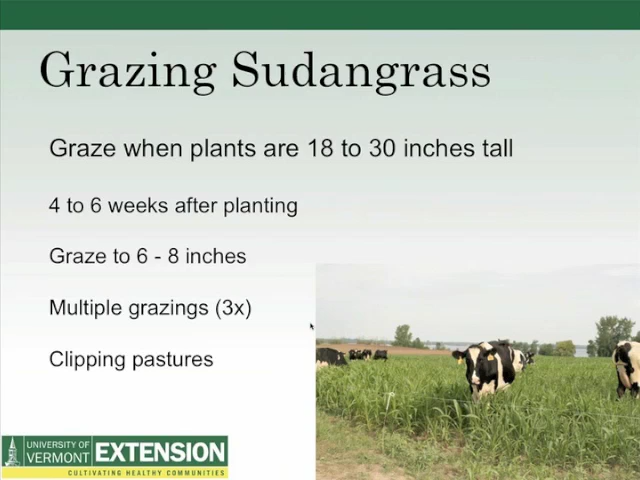 Grazing Sudangrass
Graze when plants are 18 to 30 inches tall
4 to 6 weeks after planting
Graze to 6 - 8 inches
Multiple grazings (3x)
Clipping pastures
UNIVERSITY OF
VERMONT
EXTENSION
CULTIVATING HEALTHY COMMUNITIES